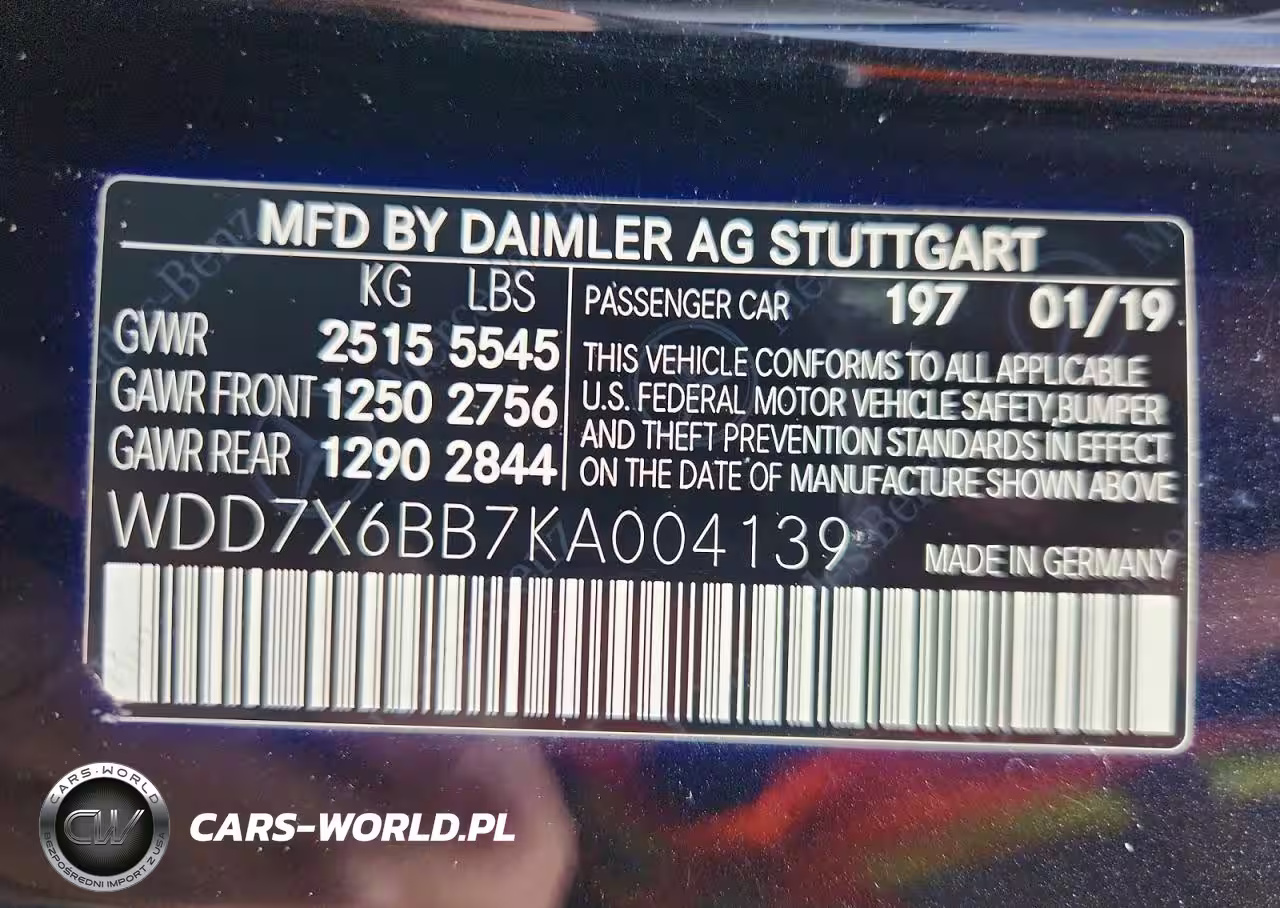 MFD BY DAIMLER AG STUTTGART
KG LBS
GVWR 2515 5545
GAWR FRONT 1250 2756
GAWR REAR 1290 2844
PASSENGER CAR 197 01/19
THIS VEHICLE CONFORMS TO ALL APPLICABLE
U.S. FEDERAL MOTOR VEHICLE SAFETY,BUMPER
AND THEFT PREVENTION STANDARDS IN EFFECT
ON THE DATE OF MANUFACTURE SHOWN ABOVE
WDD7X6BB7KA004139
MADE IN GERMANY
CARS-WORLD
CW
BEZPOŚREDNI IMPORT Z USA
CARS-WORLD.PL